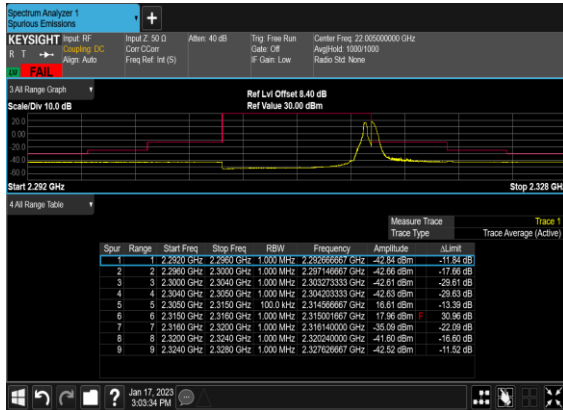 Spectrum Analyzer 1
Spurious Emissions
KEYSIGHT Input: RF Input Z: 50 Ω Atten: 40 dB Trig: Free Run Center Freq: 22.005000000 GHz
R T Coupling: DC Corr CCorr Gate: Off Avg|Hold: 1000/1000
Align: Auto Freq Ref: Int (S) IF Gain: Low Radio Std: None
FAIL
3 All Range Graph Ref Lvl Offset 8.40 dB
Scale/Div 10.0 dB Ref Value 30.00 dBm
20.0
0.00
-20.0
-40.0
-60.0
Start 2.292 GHz Stop 2.328 GHz
4 All Range Table
Measure Trace Trace 1
Trace Type Trace Average (Active)
Spur Range Start Freq Stop Freq RBW Frequency Amplitude ΔLimit
1 1 2.2920 GHz 2.2960 GHz 1.000 MHz 2.292666667 GHz -42.84 dBm -11.84 dB
2 2 2.2960 GHz 2.3000 GHz 1.000 MHz 2.297146667 GHz -42.66 dBm -17.66 dB
3 3 2.3000 GHz 2.3040 GHz 1.000 MHz 2.303273333 GHz -42.61 dBm -29.61 dB
4 4 2.3040 GHz 2.3050 GHz 1.000 MHz 2.304203333 GHz -42.63 dBm -29.63 dB
5 5 2.3050 GHz 2.3150 GHz 100.0 kHz 2.314566667 GHz 16.61 dBm -13.39 dB
6 6 2.3150 GHz 2.3160 GHz 1.000 MHz 2.315001667 GHz 17.96 dBm F 30.96 dB
7 7 2.3160 GHz 2.3200 GHz 1.000 MHz 2.316140000 GHz -35.09 dBm -22.09 dB
8 8 2.3200 GHz 2.3240 GHz 1.000 MHz 2.320240000 GHz -41.60 dBm -16.60 dB
9 9 2.3240 GHz 2.3280 GHz 1.000 MHz 2.327626667 GHz -42.52 dBm -11.52 dB
Jan 17, 2023
3:03:34 PM